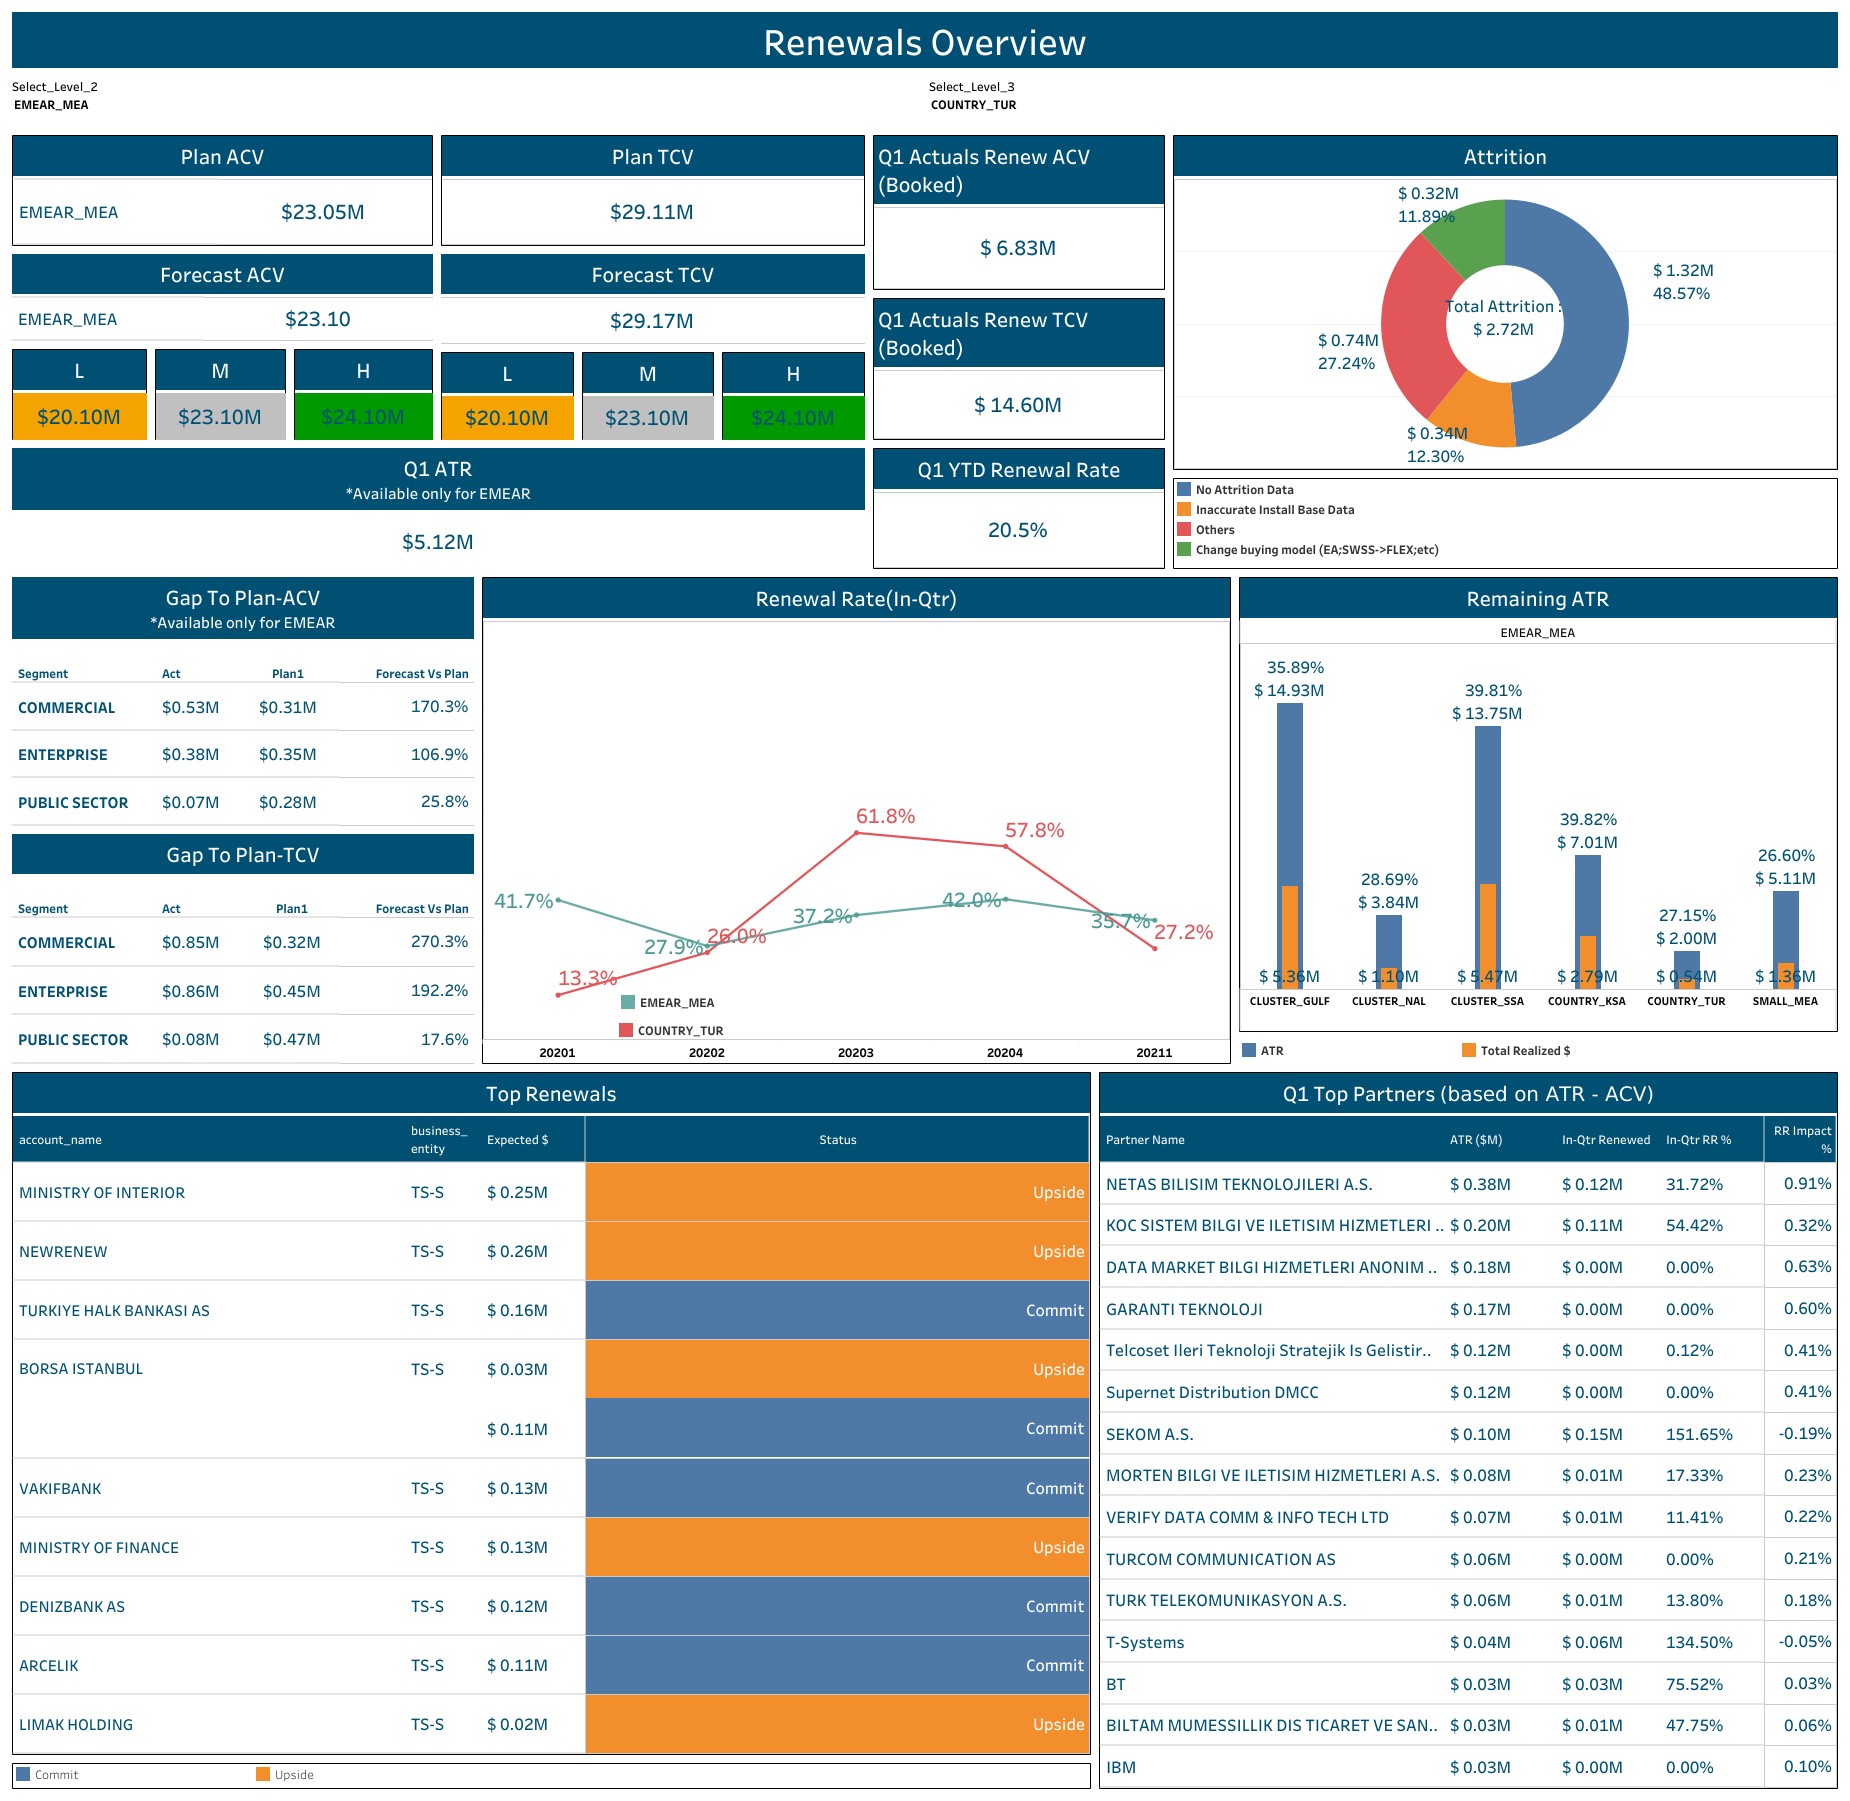 Renewals Overview
Select_Level_2
EMEAR_MEA
Select_Level_3
COUNTRY_TUR
Plan ACV
EMEAR_MEA $23.05M
Plan TCV
$29.11M
Forecast ACV
EMEAR_MEA $23.10
Forecast TCV
$29.17M
L M H
$20.10M $23.10M $24.10M
L M H
$20.10M $23.10M $24.10M
Q1 ATR
*Available only for EMEAR
$5.12M
Q1 Actuals Renew ACV
(Booked)
$ 6.83M
Q1 Actuals Renew TCV
(Booked)
$ 14.60M
Q1 YTD Renewal Rate
20.5%
Attrition
$ 0.32M
11.89%
$ 1.32M
48.57%
Total Attrition :
$ 2.72M
$ 0.74M
27.24%
$ 0.34M
12.30%
No Attrition Data
Inaccurate Install Base Data
Others
Change buying model (EA;SWSS->FLEX;etc)
Gap To Plan-ACV
*Available only for EMEAR
Segment Act Plan1 Forecast Vs Plan
COMMERCIAL $0.53M $0.31M 170.3%
ENTERPRISE $0.38M $0.35M 106.9%
PUBLIC SECTOR $0.07M $0.28M 25.8%
Gap To Plan-TCV
Segment Act Plan1 Forecast Vs Plan
COMMERCIAL $0.85M $0.32M 270.3%
ENTERPRISE $0.86M $0.45M 192.2%
PUBLIC SECTOR $0.08M $0.47M 17.6%
Renewal Rate(In-Qtr)
61.8%
57.8%
41.7%
42.0%
37.2%
35.7%
27.2%
26.0%
27.9%
13.3%
EMEAR_MEA
COUNTRY_TUR
20201 20202 20203 20204 20211
Remaining ATR
EMEAR_MEA
35.89%
$ 14.93M
39.81%
$ 13.75M
39.82%
$ 7.01M
26.60%
$ 5.11M
28.69%
$ 3.84M
27.15%
$ 2.00M
$ 5.36M $ 1.10M $ 5.47M $ 2.79M $ 0.54M $ 1.36M
CLUSTER_GULF CLUSTER_NAL CLUSTER_SSA COUNTRY_KSA COUNTRY_TUR SMALL_MEA
ATR Total Realized $
Top Renewals
account_name business_
entity Expected $ Status
MINISTRY OF INTERIOR TS-S $ 0.25M Upside
NEWRENEW TS-S $ 0.26M Upside
TURKIYE HALK BANKASI AS TS-S $ 0.16M Commit
BORSA ISTANBUL TS-S $ 0.03M Upside
$ 0.11M Commit
VAKIFBANK TS-S $ 0.13M Commit
MINISTRY OF FINANCE TS-S $ 0.13M Upside
DENIZBANK AS TS-S $ 0.12M Commit
ARCELIK TS-S $ 0.11M Commit
LIMAK HOLDING TS-S $ 0.02M Upside
Commit Upside
Q1 Top Partners (based on ATR - ACV)
Partner Name ATR ($M) In-Qtr Renewed In-Qtr RR % RR Impact
%
NETAS BILISIM TEKNOLOJILERI A.S. $ 0.38M $ 0.12M 31.72% 0.91%
KOC SISTEM BILGI VE ILETISIM HIZMETLERI .. $ 0.20M $ 0.11M 54.42% 0.32%
DATA MARKET BILGI HIZMETLERI ANONIM .. $ 0.18M $ 0.00M 0.00% 0.63%
GARANTI TEKNOLOJI $ 0.17M $ 0.00M 0.00% 0.60%
Telcoset Ileri Teknoloji Stratejik Is Gelistir.. $ 0.12M $ 0.00M 0.12% 0.41%
Supernet Distribution DMCC $ 0.12M $ 0.00M 0.00% 0.41%
SEKOM A.S. $ 0.10M $ 0.15M 151.65% -0.19%
MORTEN BILGI VE ILETISIM HIZMETLERI A.S. $ 0.08M $ 0.01M 17.33% 0.23%
VERIFY DATA COMM & INFO TECH LTD $ 0.07M $ 0.01M 11.41% 0.22%
TURCOM COMMUNICATION AS $ 0.06M $ 0.00M 0.00% 0.21%
TURK TELEKOMUNIKASYON A.S. $ 0.06M $ 0.01M 13.80% 0.18%
T-Systems $ 0.04M $ 0.06M 134.50% -0.05%
BT $ 0.03M $ 0.03M 75.52% 0.03%
BILTAM MUMESSILLIK DIS TICARET VE SAN.. $ 0.03M $ 0.01M 47.75% 0.06%
IBM $ 0.03M $ 0.00M 0.00% 0.10%